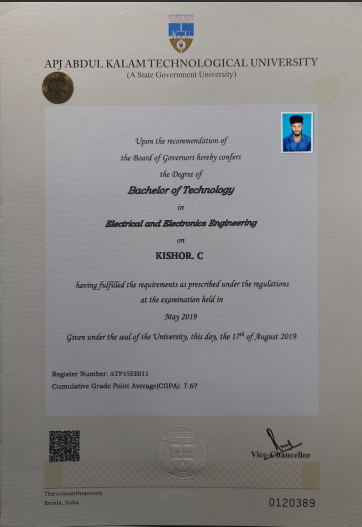 APJ ABDUL KALAM TECHNOLOGICAL UNIVERSITY
(A State Government University)
Upon the recommendation of
the Board of Governors hereby confers
the Degree of
Bachelor of Technology
in
Electrical and Electronics Engineering
on
KISHOR. C
having fulfilled the requirements as prescribed under the regulations
at the examination held in
May 2019
Given under the seal of the University, this day, the 17th of August 2019
Register Number: ATP15EE011
Cumulative Grade Point Average(CGPA): 7.67
Vice-Chancellor
Thiruvananthapuram
Kerala, India
0120389